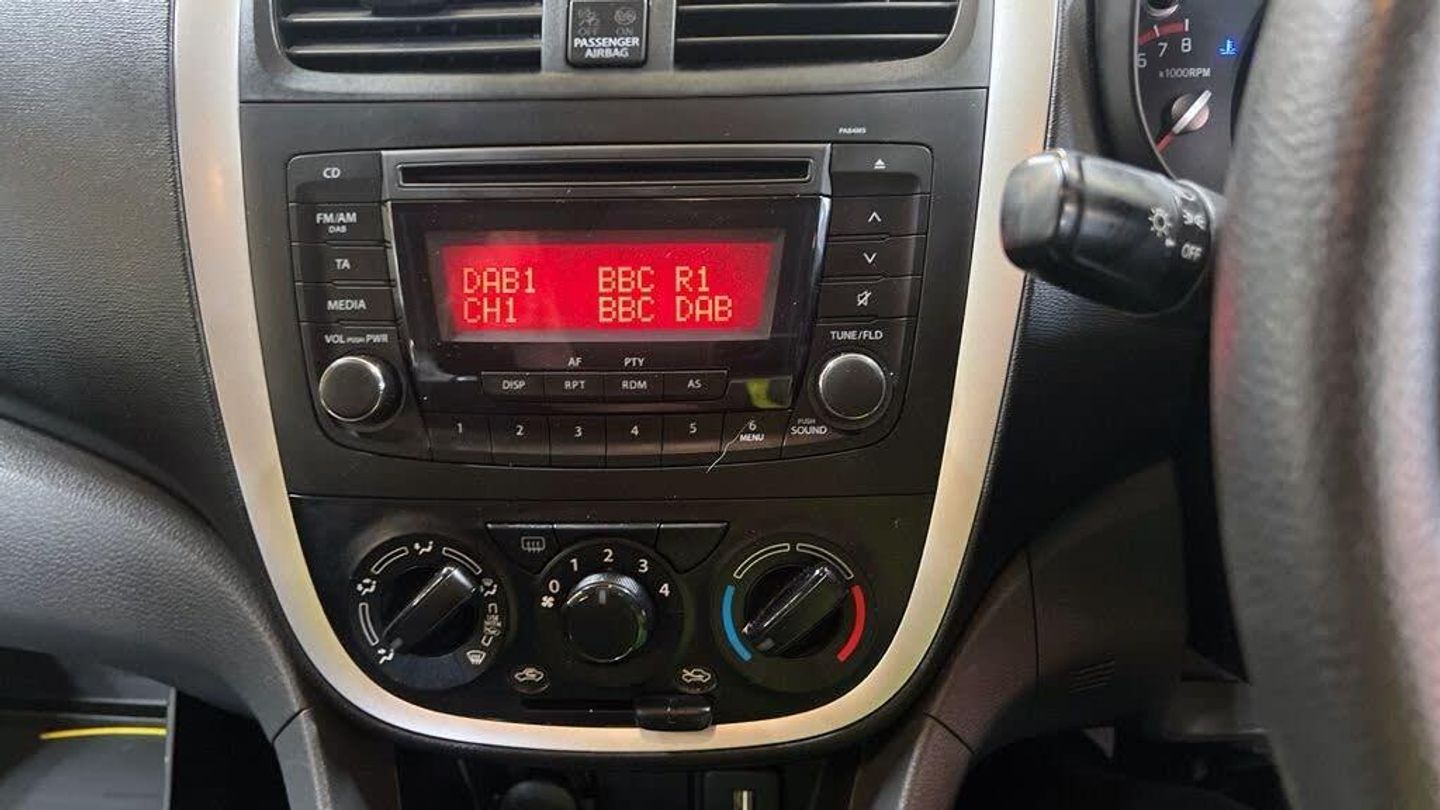 OFF ON
PASSENGER
AIRBAG
6 7 8
x1000RPM
PABAMS
CD
FM/AM
DAB
TA
MEDIA
VOL PUSH PWR
DAB1 BBC R1
CH1 BBC DAB
TUNE/FLD
AF PTY
DISP RPT RDM AS
1 2 3 4 5 6
MENU
PUSH
SOUND
OFF
0 1 2 3 4